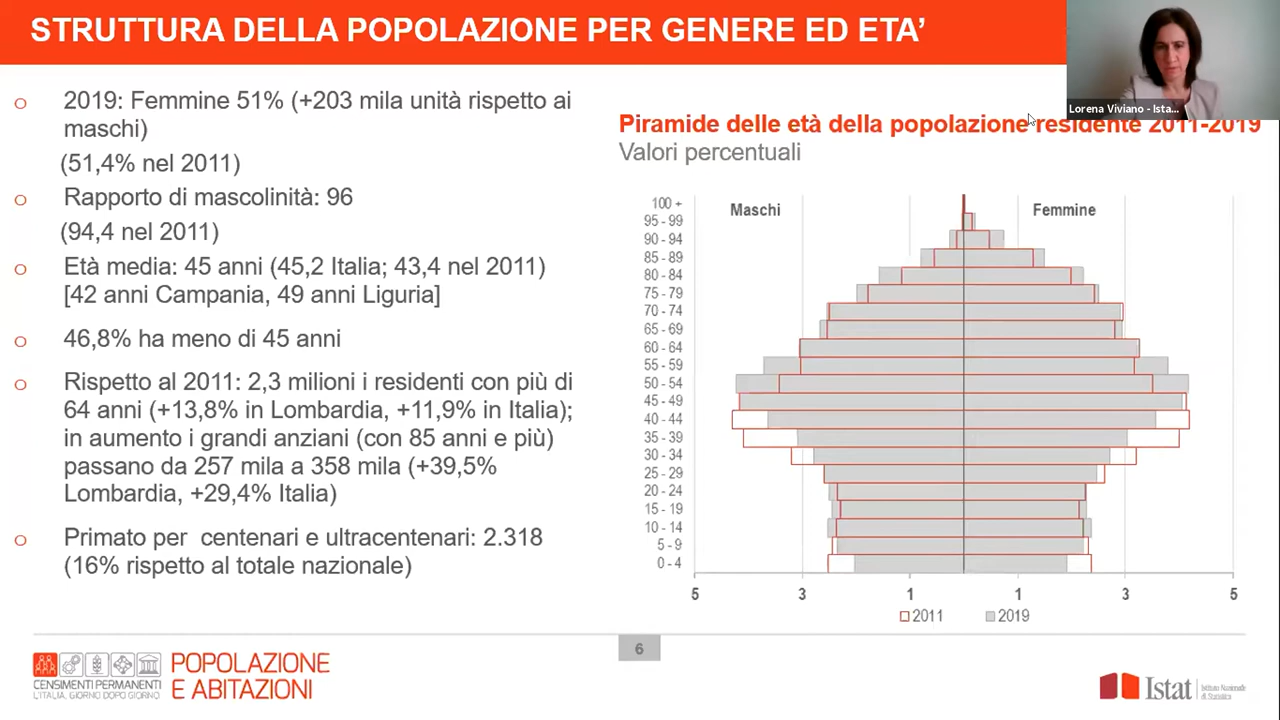 STRUTTURA DELLA POPOLAZIONE PER GENERE ED ETA’
Lorena Viviano - Ista...
o 2019: Femmine 51% (+203 mila unità rispetto ai
maschi)
(51,4% nel 2011)
o Rapporto di mascolinità: 96
(94,4 nel 2011)
o Età media: 45 anni (45,2 Italia; 43,4 nel 2011)
[42 anni Campania, 49 anni Liguria]
o 46,8% ha meno di 45 anni
o Rispetto al 2011: 2,3 milioni i residenti con più di
64 anni (+13,8% in Lombardia, +11,9% in Italia);
in aumento i grandi anziani (con 85 anni e più)
passano da 257 mila a 358 mila (+39,5%
Lombardia, +29,4% Italia)
o Primato per centenari e ultracentenari: 2.318
(16% rispetto al totale nazionale)
Piramide delle età della popolazione residente 2011-2019
Valori percentuali
Maschi Femmine
100 +
95 - 99
90 - 94
85 - 89
80 - 84
75 - 79
70 - 74
65 - 69
60 - 64
55 - 59
50 - 54
45 - 49
40 - 44
35 - 39
30 - 34
25 - 29
20 - 24
15 - 19
10 - 14
5 - 9
0 - 4
5 3 1 1 3 5
2011 2019
6
CENSIMENTI PERMANENTI
L'ITALIA, GIORNO DOPO GIORNO
POPOLAZIONE
E ABITAZIONI
Istat
Istituto Nazionale
di Statistica